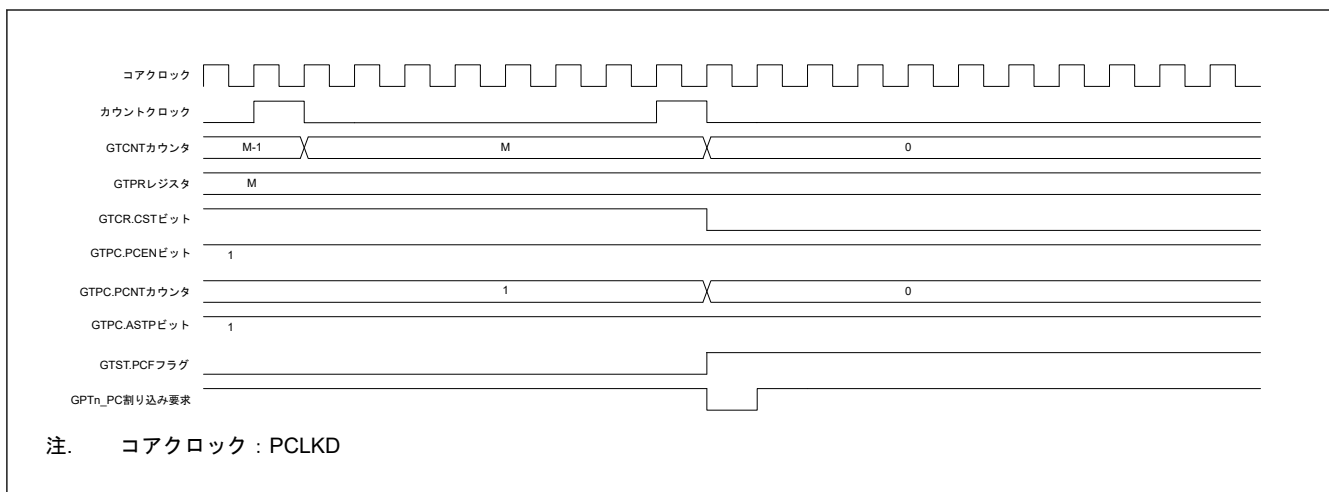 コアクロック
カウントクロック
GTCNTカウンタ M-1 M 0
GTPRレジスタ M
GTCR.CSTビット
GTPC.PCENビット 1
GTPC.PCNTカウンタ 1 0
GTPC.ASTPビット 1
GTST.PCFフラグ
GPTn_PC割り込み要求
注. コアクロック：PCLKD